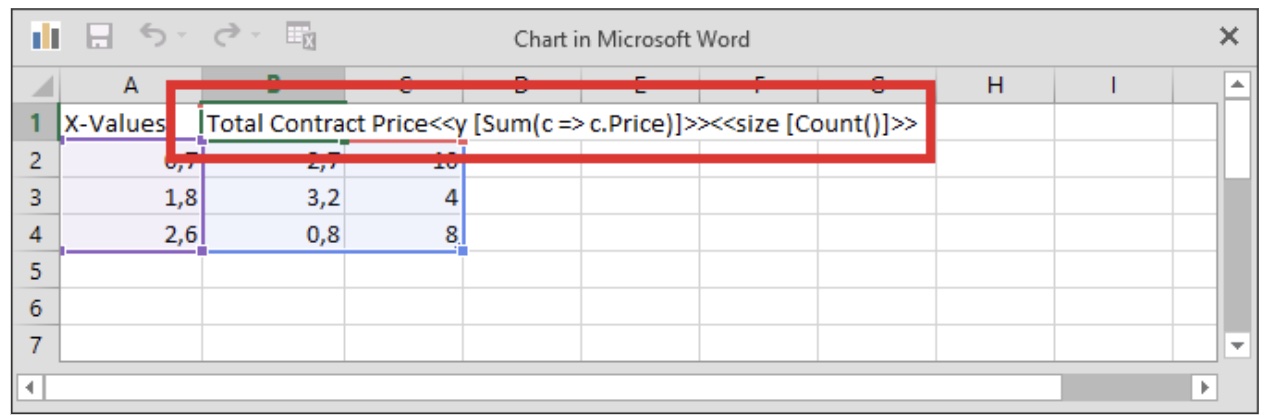 Chart in Microsoft Word
A B C D E F G H I
1 X-Values Total Contract Price<<y [Sum(c => c.Price)]>><<size [Count()]>>
2 0,7 2,7 10
3 1,8 3,2 4
4 2,6 0,8 8
5
6
7